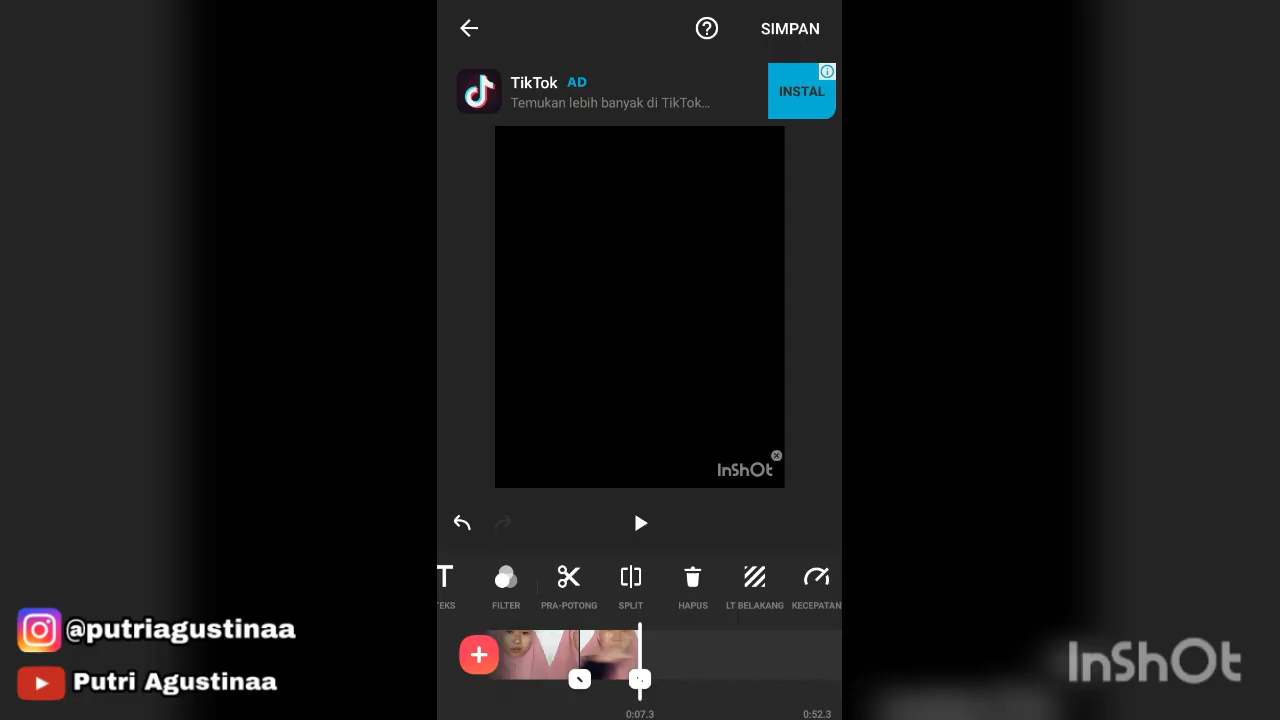 SIMPAN
TikTok AD
Temukan lebih banyak di TikTok...
INSTAL
InShOt
TEKS
FILTER
PRA-POTONG
SPLIT
HAPUS
LT BELAKANG
KECEPATAN
0:07.3
0:52.3
@putriagustinaa
Putri Agustinaa
InShOt